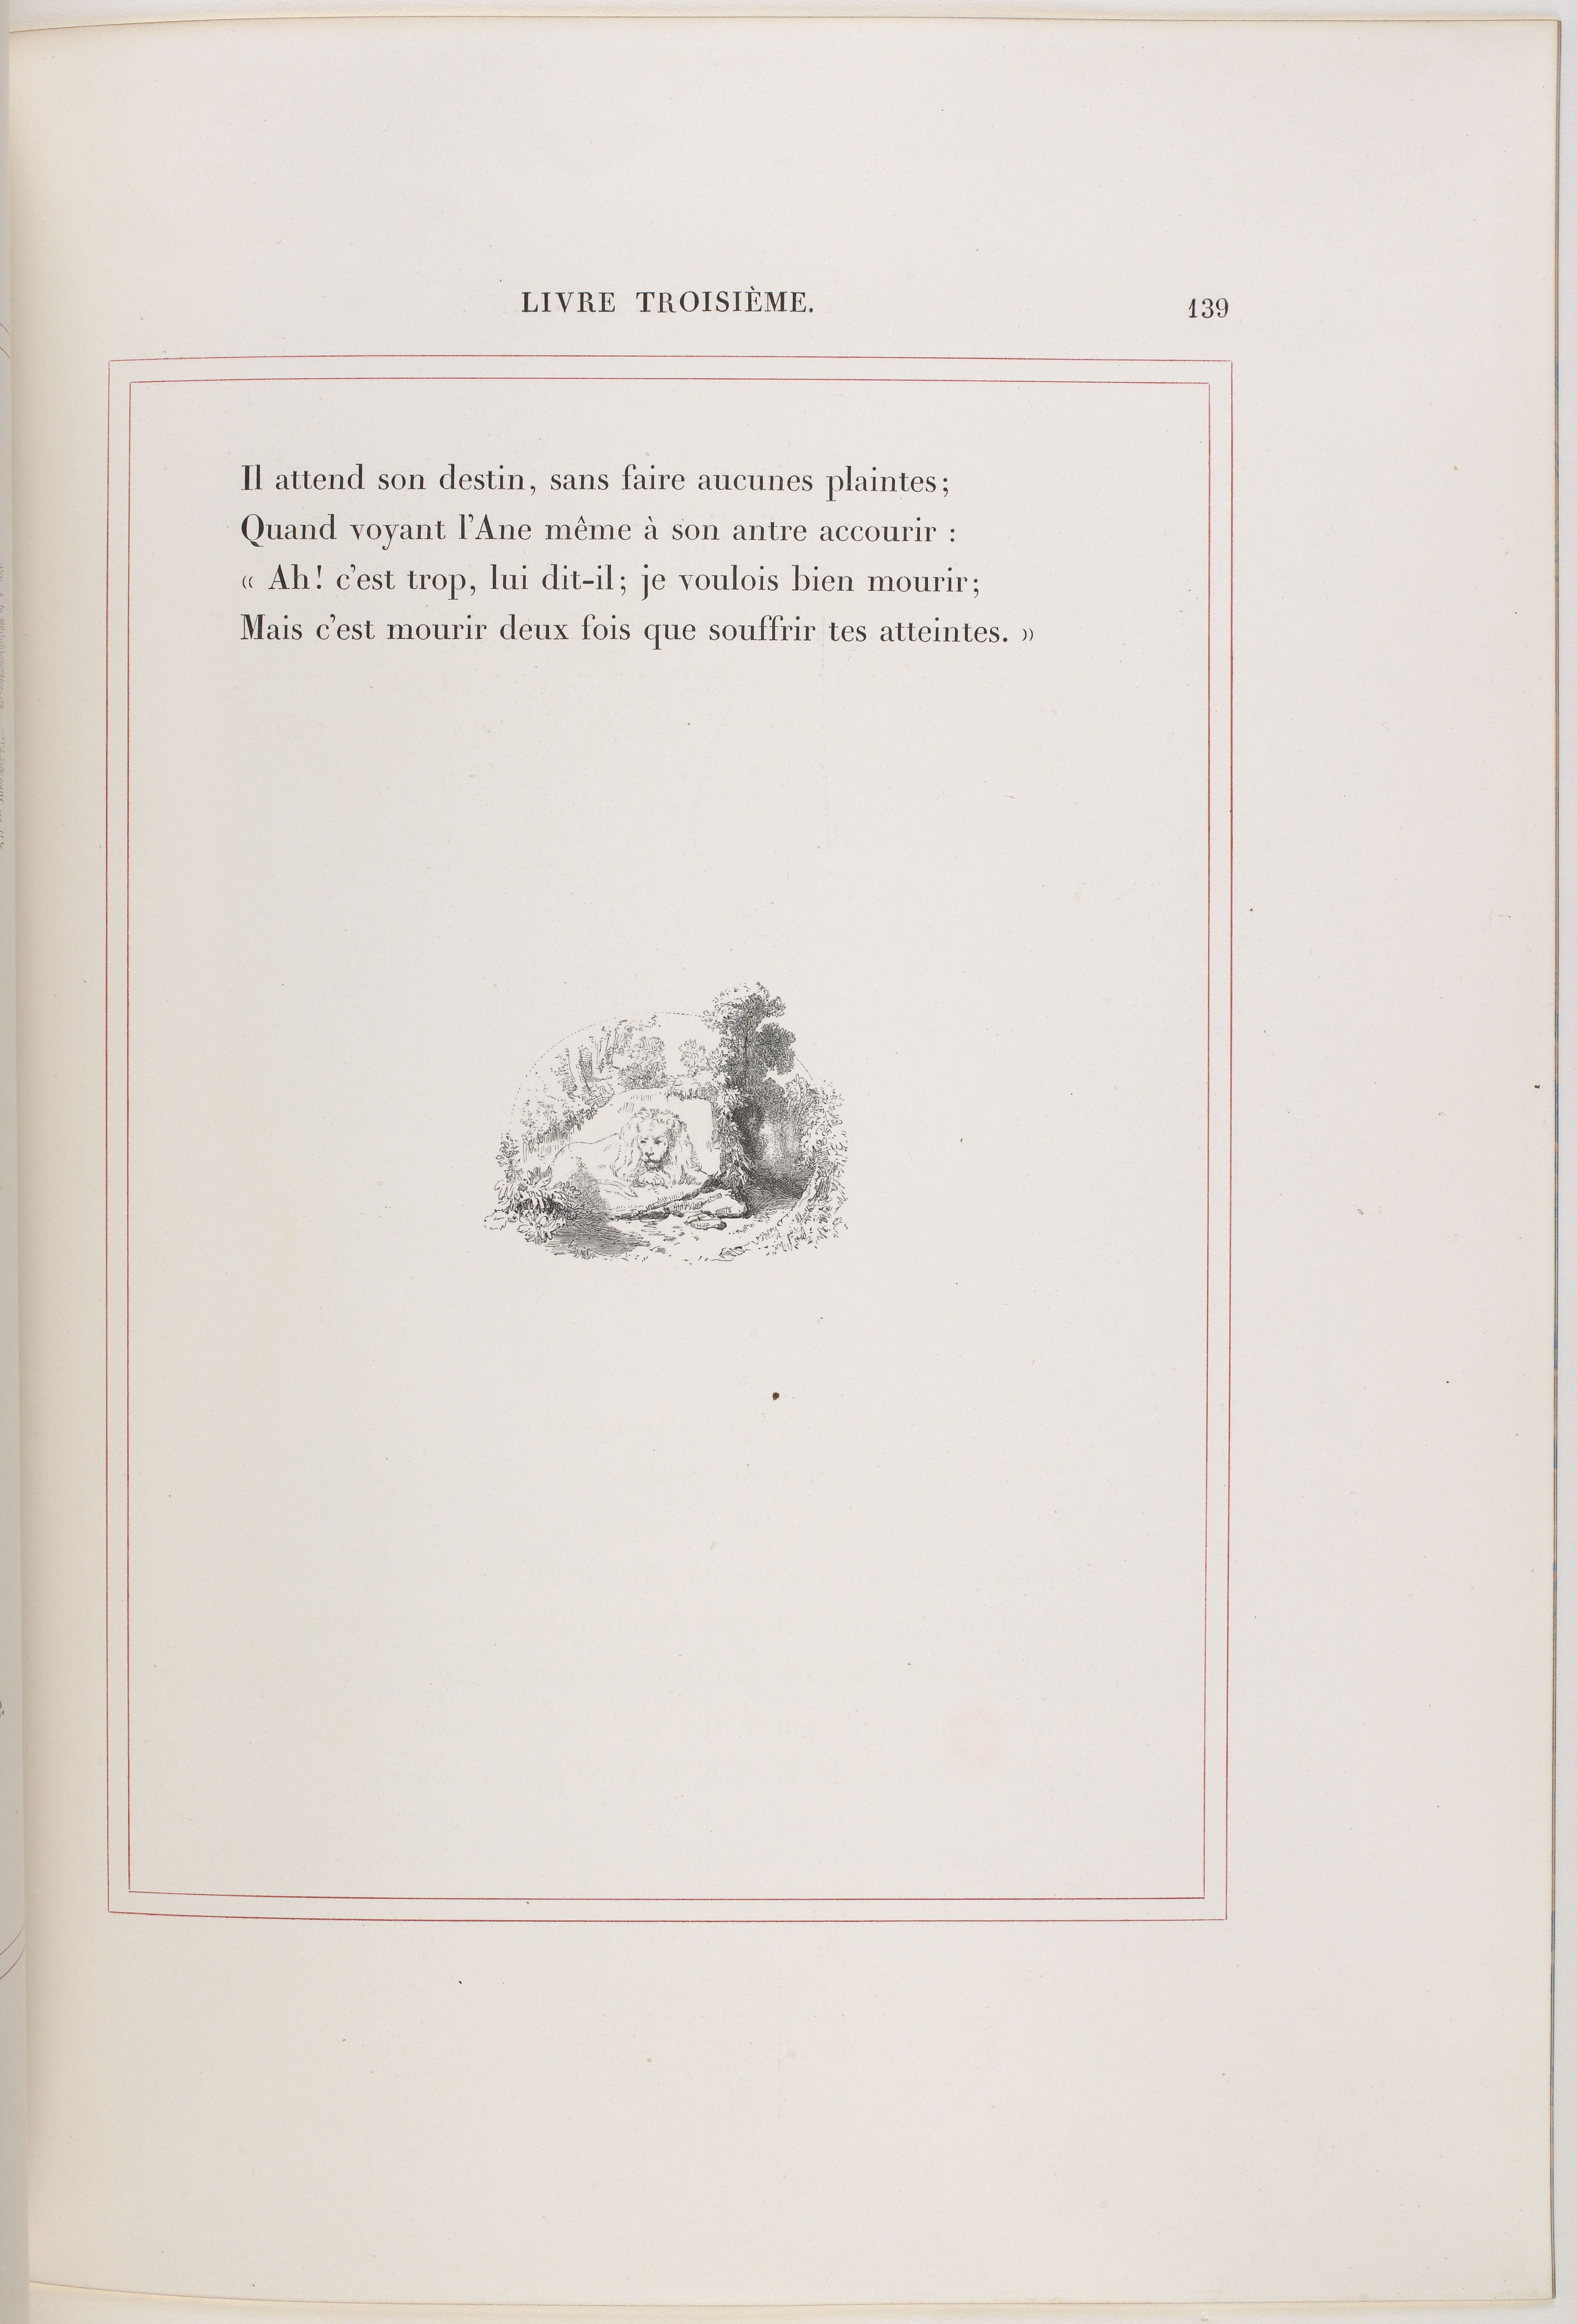 LIVRE TROISIÈME.
139
Il attend son destin, sans faire aucunes plaintes;
Quand voyant l'Ane même à son antre accourir :
« Ah! c'est trop, lui dit-il; je voulois bien mourir;
Mais c'est mourir deux fois que souffrir tes atteintes. »